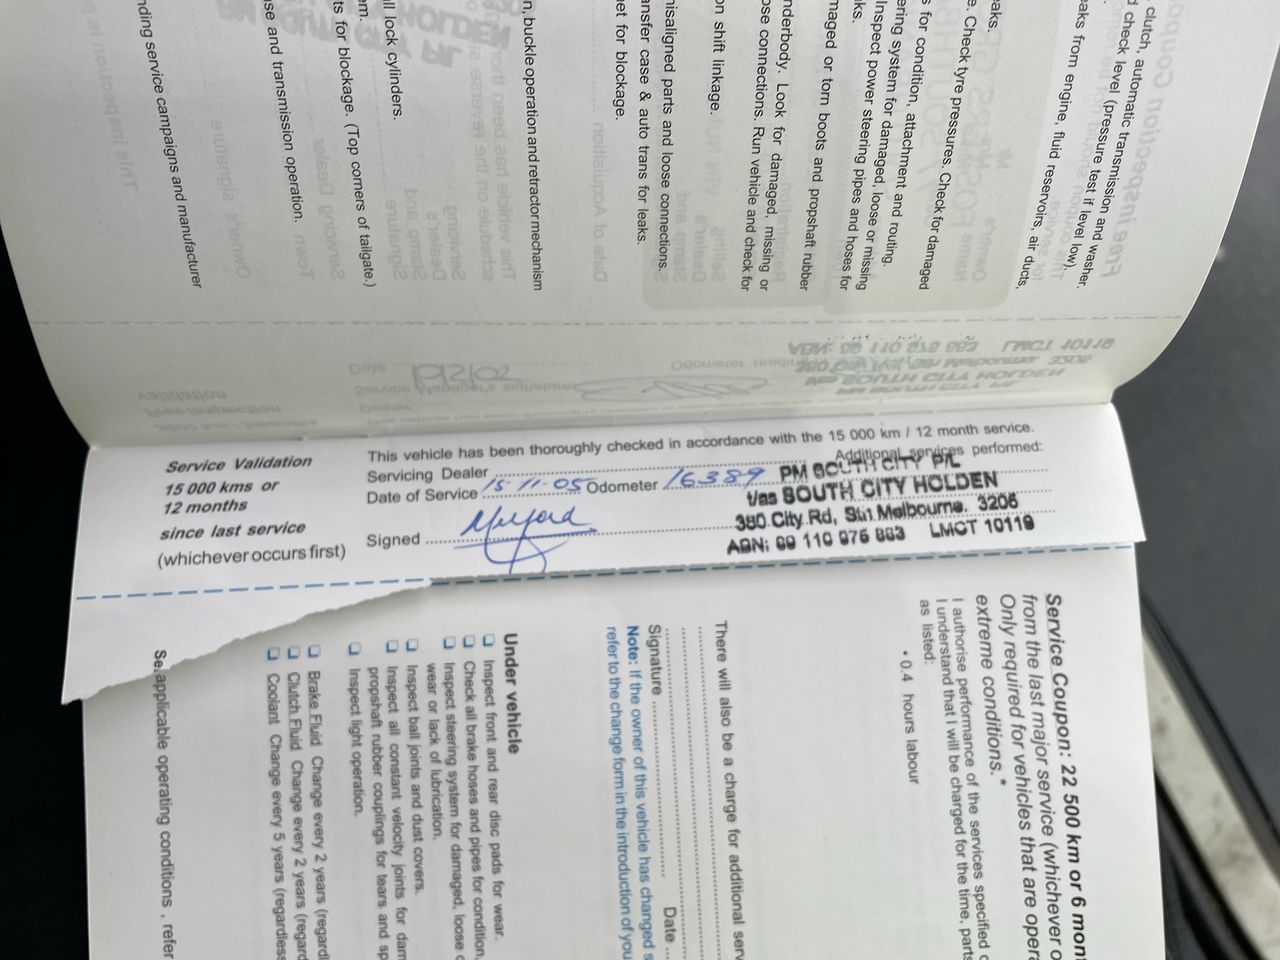 clutch, automatic transmission and washer.
check level (pressure test if level low).
aks from engine, fluid reservoirs, air ducts,
aks.
e. Check tyre pressures. Check for damaged
s for condition, attachment and routing.
ering system for damaged, loose or missing
Inspect power steering pipes and hoses for
ks.
maged or torn boots and propshaft rubber
nderbody. Look for damaged, missing or
ose connections. Run vehicle and check for
on shift linkage.
nisaligned parts and loose connections.
nsfer case & auto trans for leaks.
net for blockage.
n, buckle operation and retractor mechanism
ll lock cylinders.
em.
ts for blockage. (Top corners of tailgate.)
se and transmission operation.
nding service campaigns and manufacturer
Service Validation
15 000 kms or
12 months
since last service
(whichever occurs first)
This vehicle has been thoroughly checked in accordance with the 15 000 km / 12 month service.
Servicing Dealer
Additional services performed:
Date of Service 15-11-05 Odometer 16389
Signed
PM SOUTH CITY P/L
t/as SOUTH CITY HOLDEN
380 City Rd, Sth Melbourne. 3206
ABN: 89 110 976 883 LMCT 10119
Service Coupon: 22 500 km or 6 mon
from the last major service (whichever o
Only required for vehicles that are opera
extreme conditions.*
I authorise performance of the services specified
I understand that I will be charged for the time, parts
as listed:
• 0.4 hours labour
There will also be a charge for additional serv
Signature Date
Note: If the owner of this vehicle has changed s
refer to the change form in the introduction of you
Under vehicle
❏ Inspect front and rear disc pads for wear.
❏ Check all brake hoses and pipes for condition,
❏ Inspect steering system for damaged, loose
wear or lack of lubrication.
❏ Inspect ball joints and dust covers.
❏ Inspect all constant velocity joints for dam
propshaft rubber couplings for tears and sp
❏ Inspect light operation.
❏ Brake Fluid Change every 2 years (regardl
❏ Clutch Fluid Change every 2 years (regard
❏ Coolant Change every 5 years (regardless
applicable operating conditions , refer